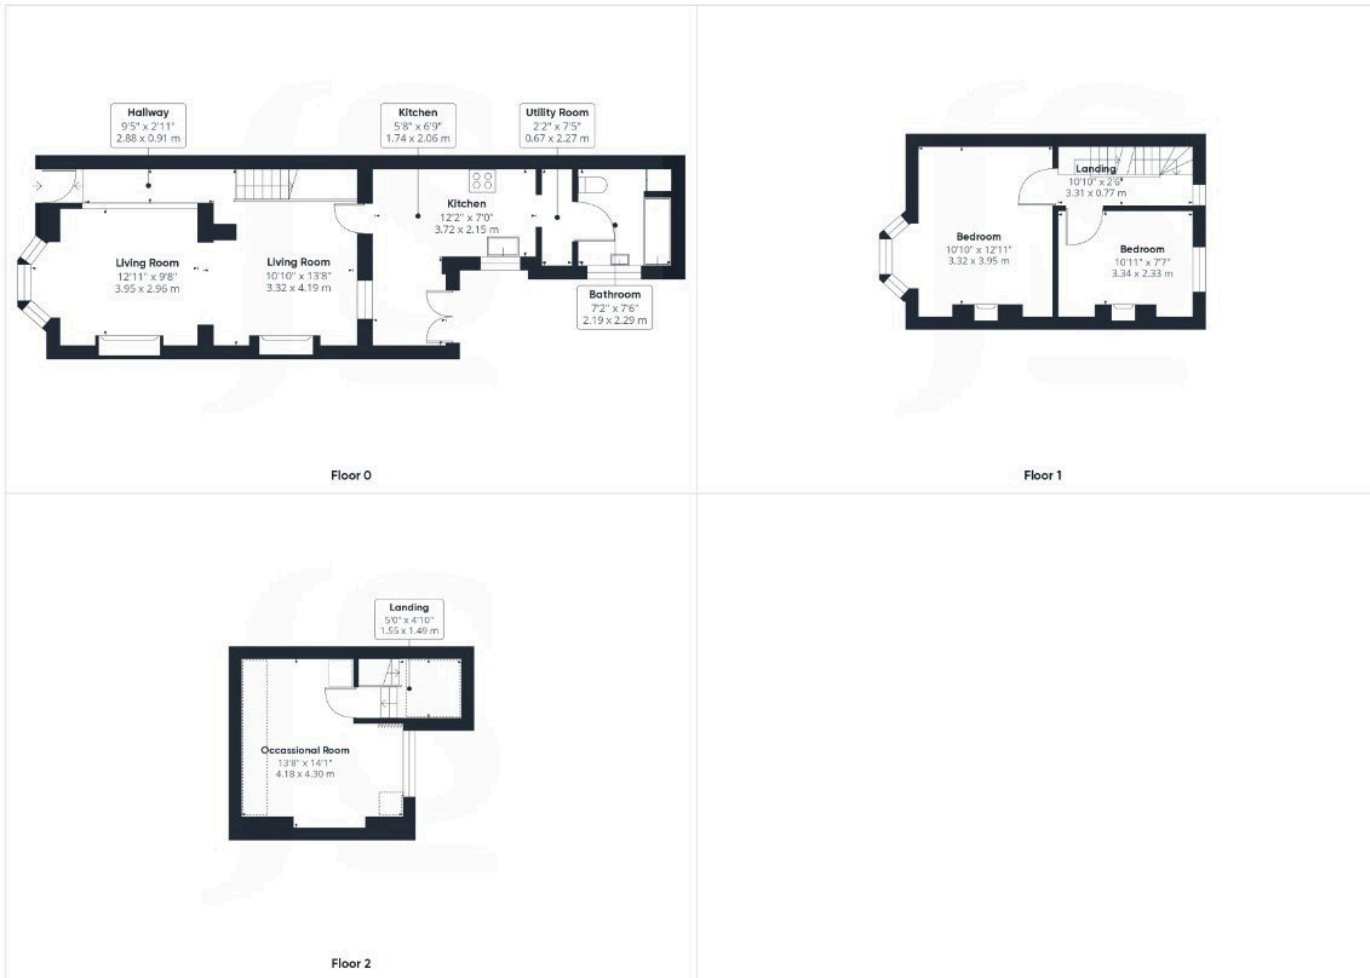 Hallway
9'5" x 2'11"
2.88 x 0.91 m
Kitchen
5'8" x 6'9"
1.74 x 2.06 m
Utility Room
2'2" x 7'5"
0.67 x 2.27 m
Kitchen
12'2" x 7'0"
3.72 x 2.15 m
Living Room
12'11" x 9'8"
3.95 x 2.96 m
Living Room
10'10" x 13'8"
3.32 x 4.19 m
Bathroom
7'2" x 7'6"
2.19 x 2.29 m
Floor 0
Landing
10'10" x 2'6"
3.31 x 0.77 m
Bedroom
10'10" x 12'11"
3.32 x 3.95 m
Bedroom
10'11" x 7'7"
3.34 x 2.33 m
Floor 1
Landing
5'0" x 4'10"
1.55 x 1.49 m
Occassional Room
13'8" x 14'1"
4.18 x 4.30 m
Floor 2